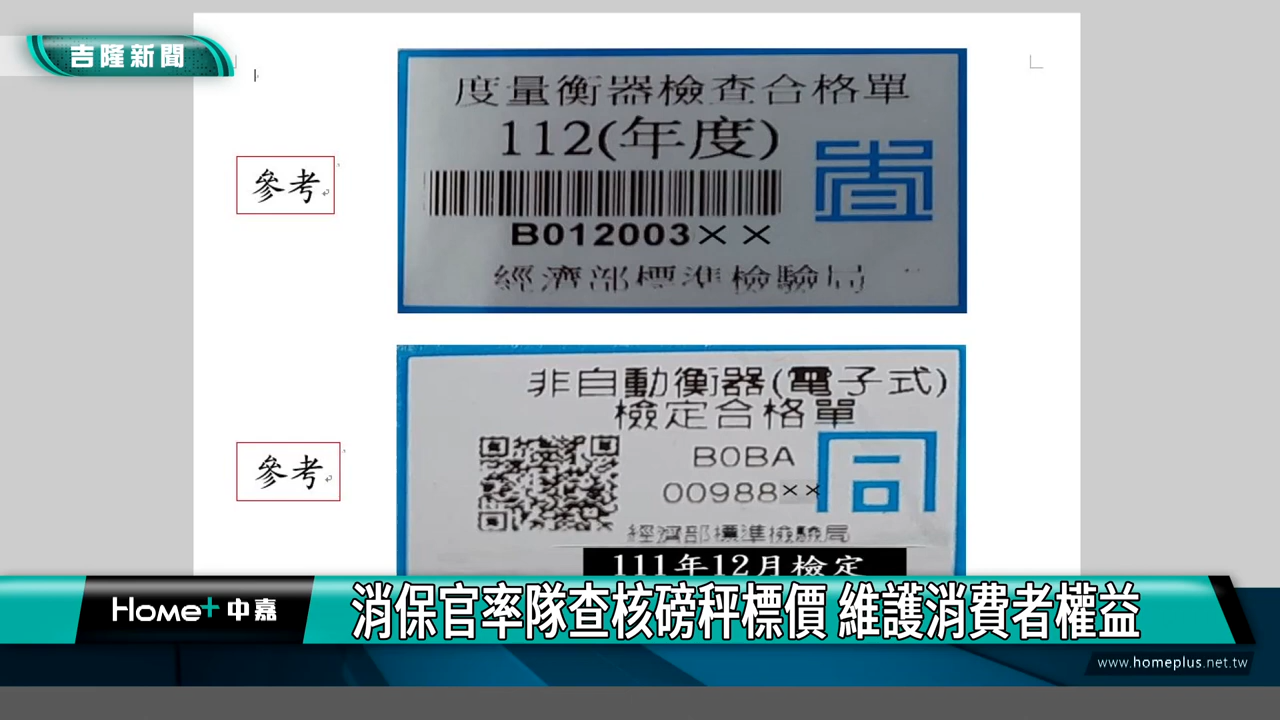 吉隆新聞
參考
度量衡器檢查合格單
112(年度)
B012003××
經濟部標準檢驗局
參考
非自動衡器(電子式)
檢定合格單
B0BA
00988××
同
經濟部標準檢驗局
111年12月檢定
Home+中嘉
消保官率隊查核磅秤標價 維護消費者權益
www.homeplus.net.tw